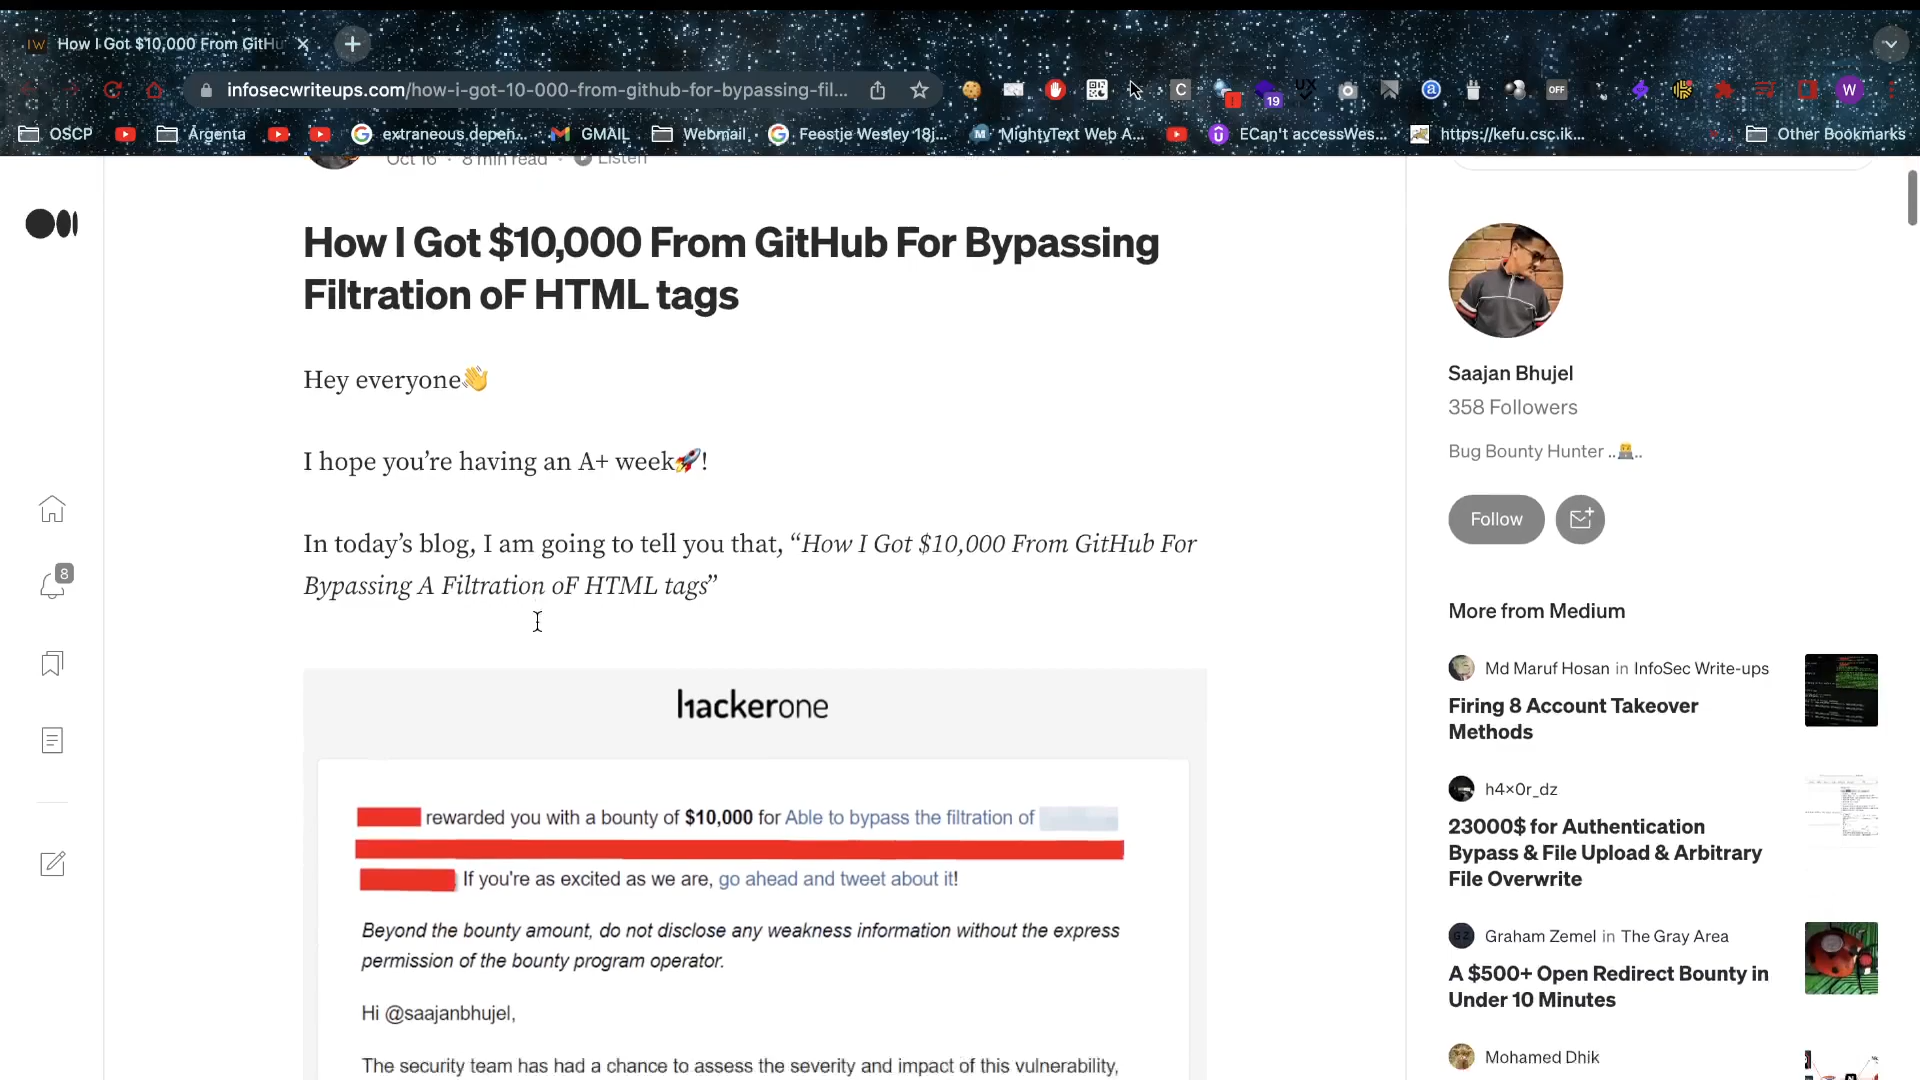 How I Got $10,000 From GitHu
infosecwriteups.com/how-i-got-10-000-from-github-for-bypassing-fil...
C
19
UX
OFF
W
OSCP
Argenta
extraneous.depen...
GMAIL
Webmail
Feestje Wesley 18j...
MightyText Web A...
ECan't accessWes...
https://kefu.csc.ik...
Other Bookmarks
Oct 16 · 8 min read · Listen
How I Got $10,000 From GitHub For Bypassing
Filtration oF HTML tags
Hey everyone👋
I hope you’re having an A+ week🚀!
In today’s blog, I am going to tell you that, “How I Got $10,000 From GitHub For
Bypassing A Filtration oF HTML tags”
hackerone
rewarded you with a bounty of $10,000 for Able to bypass the filtration of
If you're as excited as we are, go ahead and tweet about it!
Beyond the bounty amount, do not disclose any weakness information without the express
permission of the bounty program operator.
Hi @saajanbhujel,
The security team has had a chance to assess the severity and impact of this vulnerability,
8
Saajan Bhujel
358 Followers
Bug Bounty Hunter ..👨‍💻..
Follow
More from Medium
Md Maruf Hosan in InfoSec Write-ups
Firing 8 Account Takeover
Methods
h4x0r_dz
23000$ for Authentication
Bypass & File Upload & Arbitrary
File Overwrite
Graham Zemel in The Gray Area
A $500+ Open Redirect Bounty in
Under 10 Minutes
Mohamed Dhik